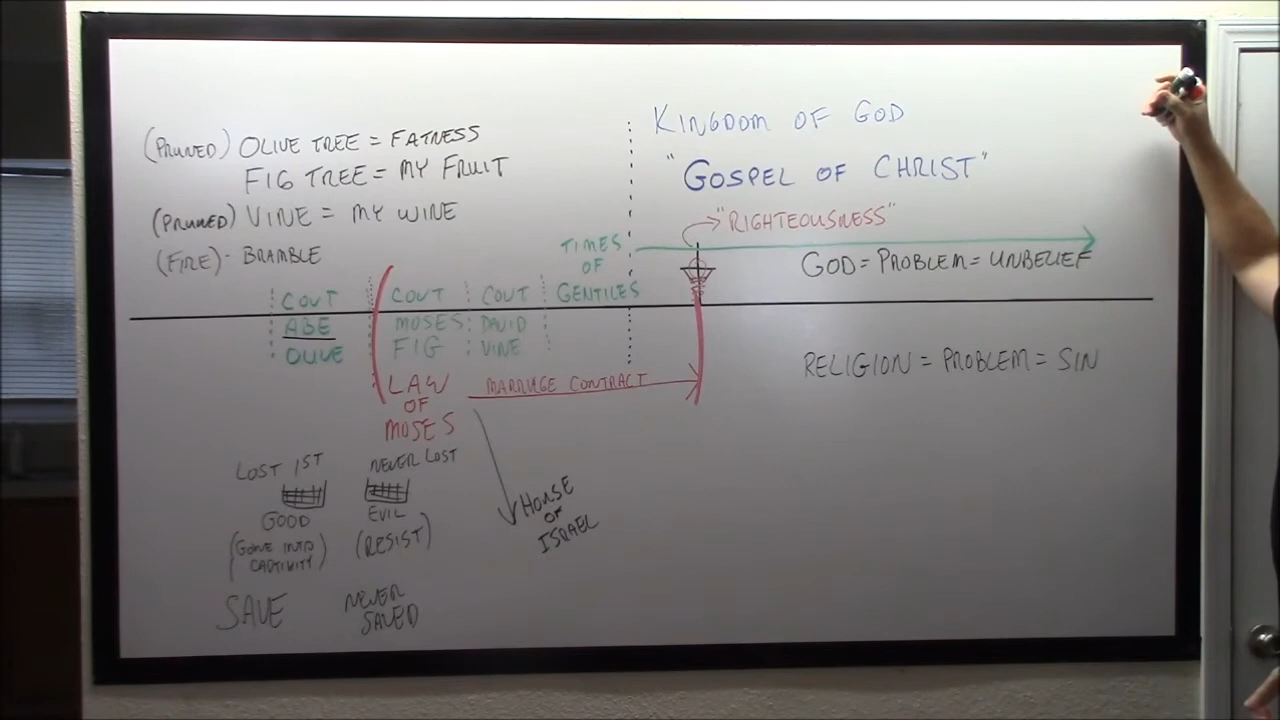 (PRUNED) OLIVE TREE = FATNESS
FIG TREE = MY FRUIT
(PRUNED) VINE = MY WINE
(FIRE) - BRAMBLE
KINGDOM OF GOD
"GOSPEL OF CHRIST"
"RIGHTEOUSNESS"
GOD = PROBLEM = UNBELIEF
TIMES
OF
GENTILES
COVT
ABE
OLIVE
COVT
MOSES
FIG
COVT
DAVID
VINE
LAW
OF
MOSES
MARRUGE CONTRACT
RELIGION = PROBLEM = SIN
LOST 1ST
GOOD
(GONE INTO
CAPTIVITY)
SAVE
NEVER LOST
EVIL
(RESIST)
NEVER
SAVED
HOUSE
OF
ISRAEL